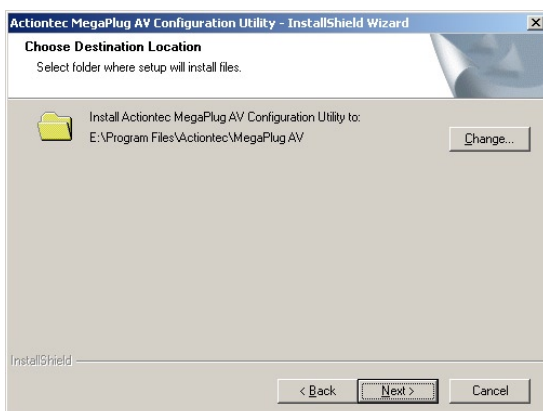 Actiontec MegaPlug AV Configuration Utility - InstallShield Wizard
Choose Destination Location
Select folder where setup will install files.
Install Actiontec MegaPlug AV Configuration Utility to:
E:\Program Files\Actiontec\MegaPlug AV
Change...
InstallShield
< Back
Next >
Cancel